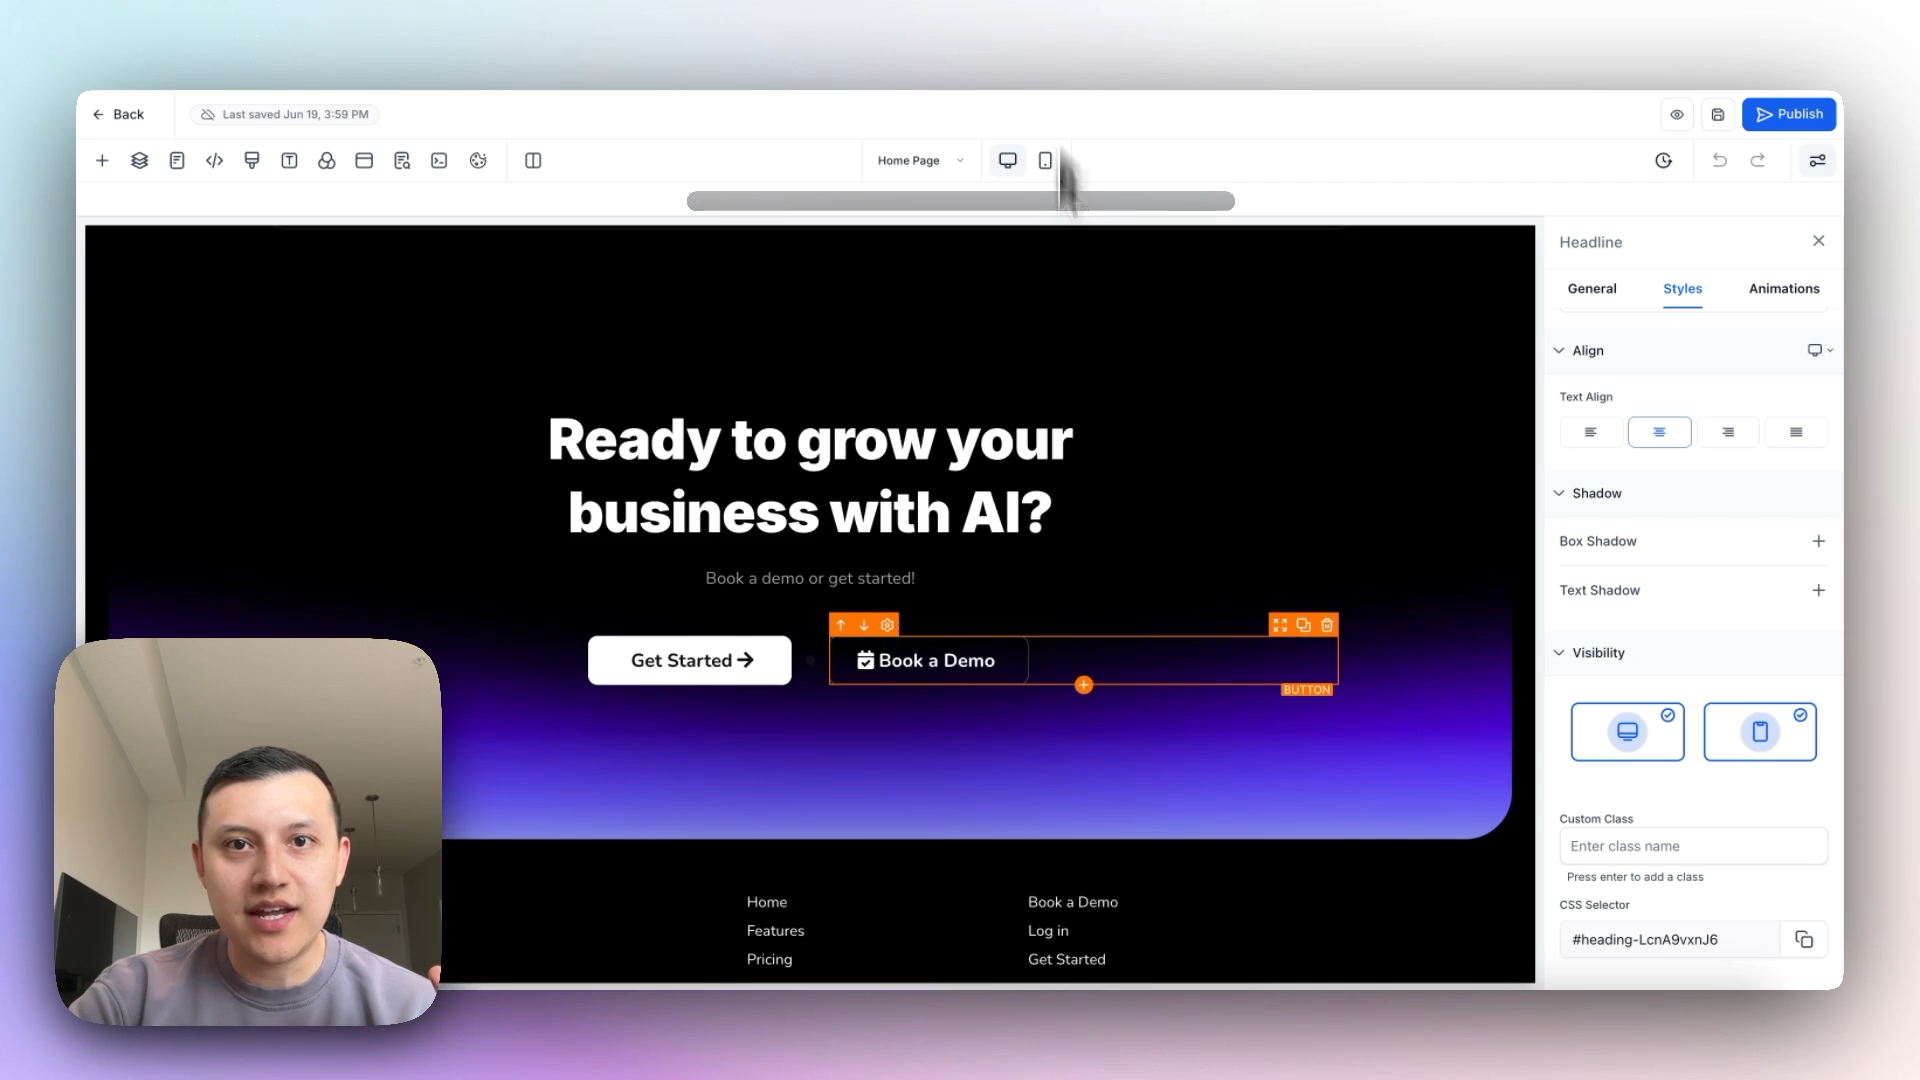 Back
Last saved Jun 19, 3:59 PM
Publish
Home Page
Headline
General
Styles
Animations
Align
Text Align
Shadow
Box Shadow
Text Shadow
Visibility
Custom Class
Enter class name
Press enter to add a class
CSS Selector
#heading-LcnA9vxnJ6
Ready to grow your
business with AI?
Book a demo or get started!
Get Started
Book a Demo
BUTTON
Home
Features
Pricing
Book a Demo
Log in
Get Started